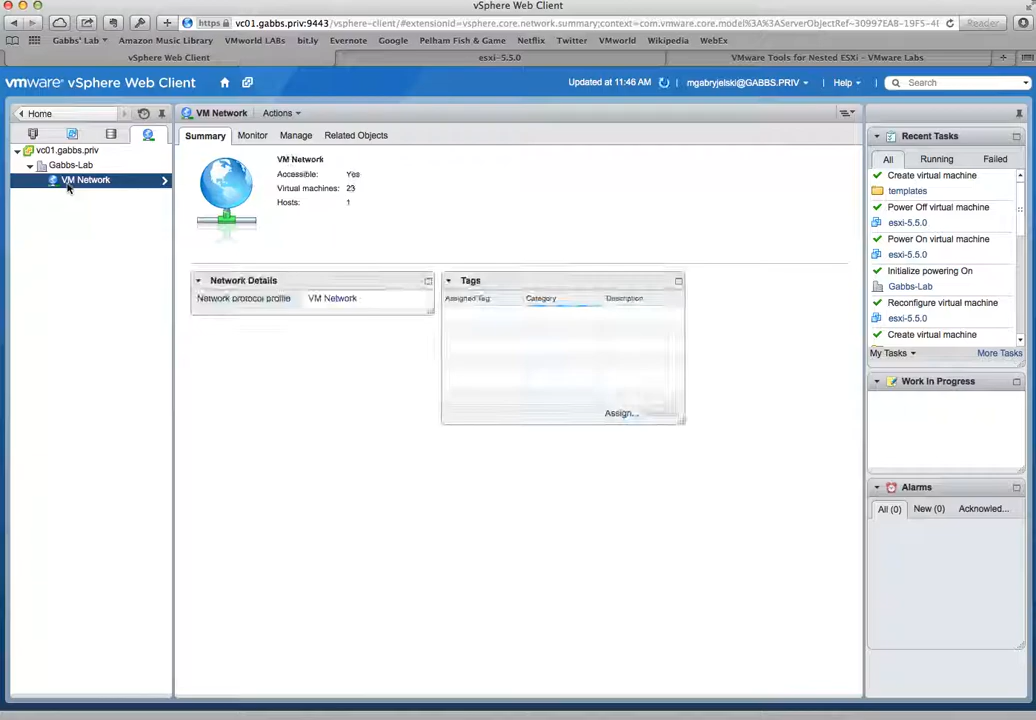 vSphere Web Client
https vc01.gabbs.priv:9443/vsphere-client/#extensionId=vsphere.core.network.summary;context=com.vmware.core.model%3A%3AServerObjectRef~30997EAB-19F5-4 Reader
Gabbs' Lab Amazon Music Library VMworld LABS bit.ly Evernote Google Pelham Fish & Game Netflix Twitter VMworld Wikipedia WebEx
vSphere Web Client esxi-5.5.0 VMware Tools for Nested ESXi - VMware Labs
vmware vSphere Web Client Updated at 11:46 AM mgabryjelski@GABBS.PRIV Help Search
Home
vc01.gabbs.priv
Gabbs-Lab
VM Network
VM Network Actions
Summary Monitor Manage Related Objects
VM Network
Accessible: Yes
Virtual machines: 23
Hosts: 1
Network Details
Network protocol profile VM Network
Tags
Assigned Tag Category Description
Assign...
Recent Tasks
All Running Failed
Create virtual machine
templates
Power Off virtual machine
esxi-5.5.0
Power On virtual machine
esxi-5.5.0
Initialize powering On
Gabbs-Lab
Reconfigure virtual machine
esxi-5.5.0
Create virtual machine
My Tasks More Tasks
Work In Progress
Alarms
All (0) New (0) Acknowled...